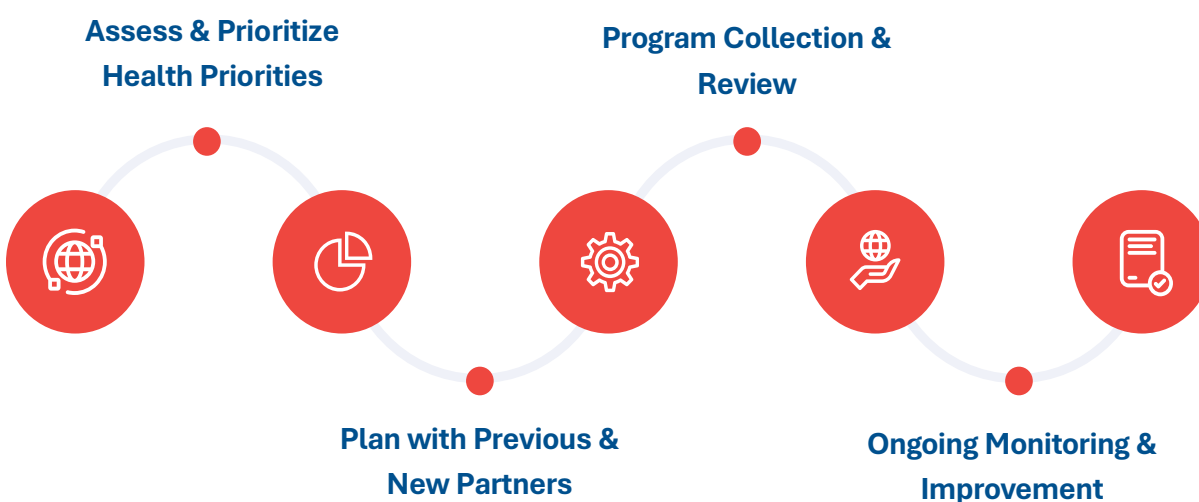 Assess & Prioritize
Health Priorities
Program Collection &
Review
Plan with Previous &
New Partners
Ongoing Monitoring &
Improvement